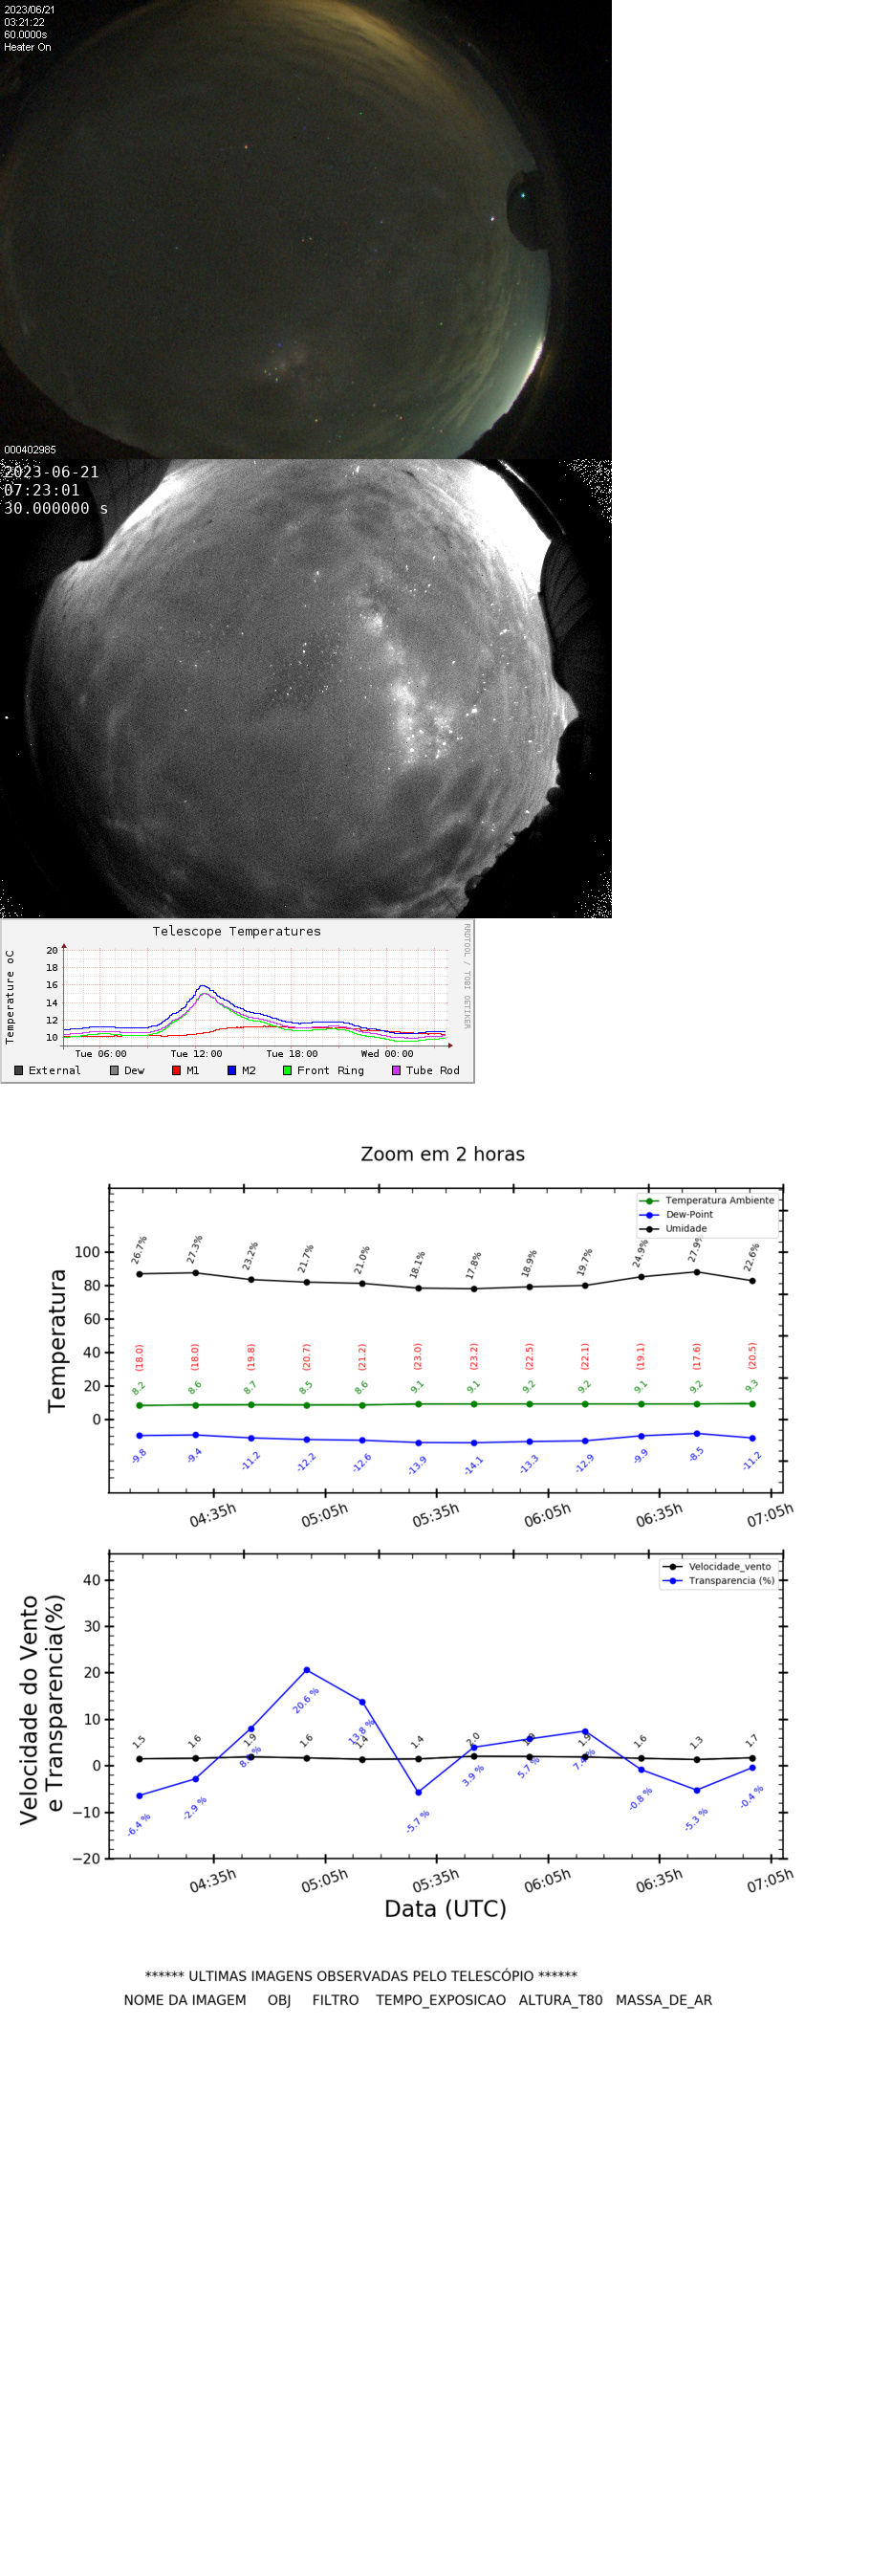 2023/06/21
03:21:22
60.0000s
Heater On
000402985
2023-06-21
07:23:01
30.000000 s
Telescope Temperatures
RRDTOOL / TOBI OETIKER
Temperature oC
20
18
16
14
12
10
Tue 06:00 Tue 12:00 Tue 18:00 Wed 00:00
External Dew M1 M2 Front Ring Tube Rod
Zoom em 2 horas
Temperatura Ambiente
Dew-Point
Umidade
Temperatura
100
80
60
40
20
0
26.7% 27.3% 23.2% 21.7% 21.0% 18.1% 17.8% 18.9% 19.7% 24.9% 27.9% 22.6%
(18.0) (18.0) (19.8) (20.7) (21.2) (23.0) (23.2) (22.5) (22.1) (19.1) (17.6) (20.5)
8.2 8.6 8.7 8.5 8.6 9.1 9.1 9.2 9.2 9.1 9.2 9.3
-9.8 -9.4 -11.2 -12.2 -12.6 -13.9 -14.1 -13.3 -12.9 -9.9 -8.5 -11.2
04:35h 05:05h 05:35h 06:05h 06:35h 07:05h
Velocidade_vento
Transparencia (%)
Velocidade do Vento
e Transparencia(%)
40
30
20
10
0
−10
−20
1.5 1.6 1.9 1.6 1.4 1.4 2.0 1.9 1.6 1.3 1.7
-6.4 % -2.9 % 20.6 % 13.8 % -5.7 % 3.9 % 5.7 % -0.8 % -5.3 % -0.4 %
04:35h 05:05h 05:35h 06:05h 06:35h 07:05h
Data (UTC)
****** ULTIMAS IMAGENS OBSERVADAS PELO TELESCÓPIO ******
NOME DA IMAGEM OBJ FILTRO TEMPO_EXPOSICAO ALTURA_T80 MASSA_DE_AR